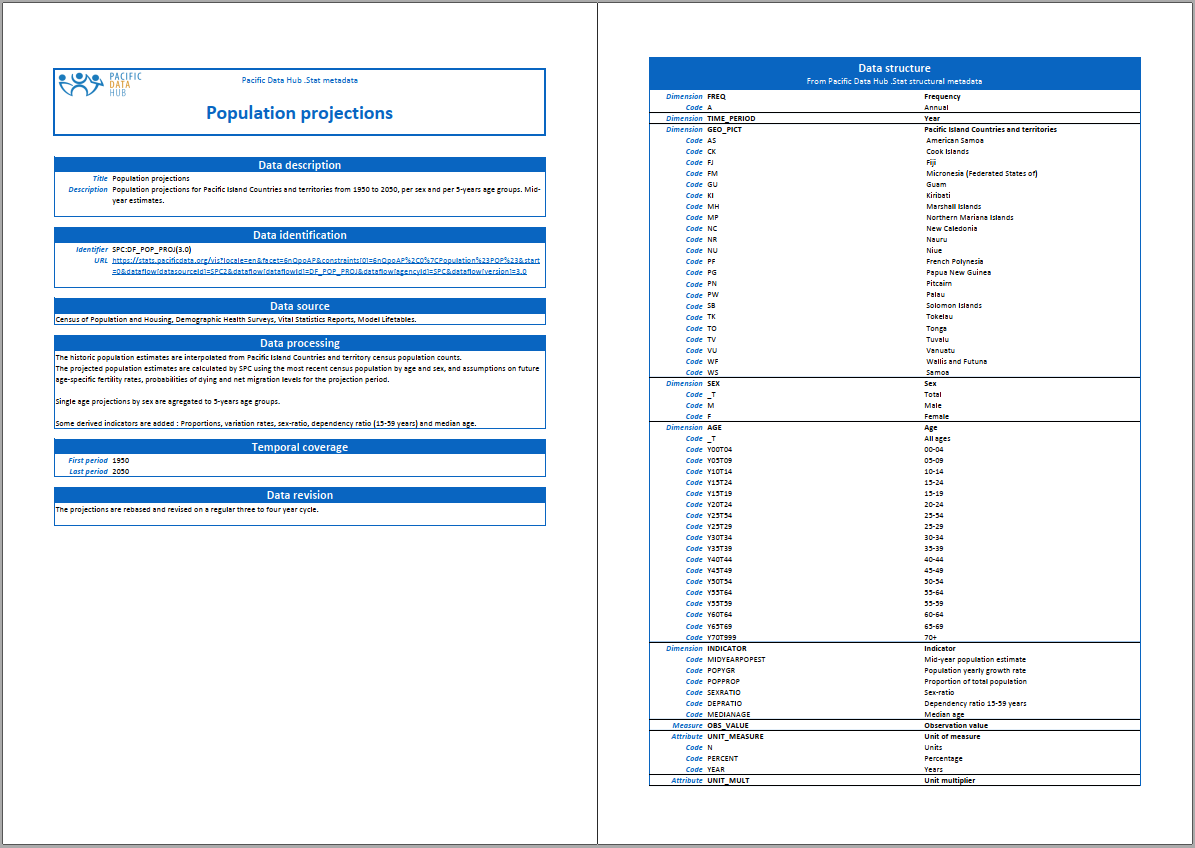 PACIFIC
DATA
HUB
Pacific Data Hub .Stat metadata
Population projections
Data description
Title Population projections
Description Population projections for Pacific Island Countries and territories from 1950 to 2050, per sex and per 5-years age groups. Mid-
year estimates.
Data identification
Identifier SPC:DF_POP_PROJ(3.0)
URL https://stats.pacificdata.org/vis?locale=en&facet=6nQpoAP&constraints[0]=6nQpoAP%2C0%7CPopulation%23POP%23&start
=0&dataflow[datasourceId]=SPC2&dataflow[dataflowId]=DF_POP_PROJ&dataflow[agencyId]=SPC&dataflow[version]=3.0
Data source
Census of Population and Housing, Demographic Health Surveys, Vital Statistics Reports, Model Lifetables.
Data processing
The historic population estimates are interpolated from Pacific Island Countries and territory census population counts.
The projected population estimates are calculated by SPC using the most recent census population by age and sex, and assumptions on future
age-specific fertility rates, probabilities of dying and net migration levels for the projection period.
Single age projections by sex are agregated to 5-years age groups.
Some derived indicators are added : Proportions, variation rates, sex-ratio, dependency ratio (15-59 years) and median age.
Temporal coverage
First period 1950
Last period 2050
Data revision
The projections are rebased and revised on a regular three to four year cycle.
Data structure
From Pacific Data Hub .Stat structural metadata
Dimension FREQ Frequency
Code A Annual
Dimension TIME_PERIOD Year
Dimension GEO_PICT Pacific Island Countries and territories
Code AS American Samoa
Code CK Cook Islands
Code FJ Fiji
Code FM Micronesia (Federated States of)
Code GU Guam
Code KI Kiribati
Code MH Marshall Islands
Code MP Northern Mariana Islands
Code NC New Caledonia
Code NR Nauru
Code NU Niue
Code PF French Polynesia
Code PG Papua New Guinea
Code PN Pitcairn
Code PW Palau
Code SB Solomon Islands
Code TK Tokelau
Code TO Tonga
Code TV Tuvalu
Code VU Vanuatu
Code WF Wallis and Futuna
Code WS Samoa
Dimension SEX Sex
Code _T Total
Code M Male
Code F Female
Dimension AGE Age
Code _T All ages
Code Y00T04 00-04
Code Y05T09 05-09
Code Y10T14 10-14
Code Y15T24 15-24
Code Y15T19 15-19
Code Y20T24 20-24
Code Y25T54 25-54
Code Y25T29 25-29
Code Y30T34 30-34
Code Y35T39 35-39
Code Y40T44 40-44
Code Y45T49 45-49
Code Y50T54 50-54
Code Y55T64 55-64
Code Y55T59 55-59
Code Y60T64 60-64
Code Y65T69 65-69
Code Y70T999 70+
Dimension INDICATOR Indicator
Code MIDYEARPOPEST Mid-year population estimate
Code POPYGR Population yearly growth rate
Code POPPROP Proportion of total population
Code SEXRATIO Sex-ratio
Code DEPRATIO Dependency ratio 15-59 years
Code MEDIANAGE Median age
Measure OBS_VALUE Observation value
Attribute UNIT_MEASURE Unit of measure
Code N Units
Code PERCENT Percentage
Code YEAR Years
Attribute UNIT_MULT Unit multiplier